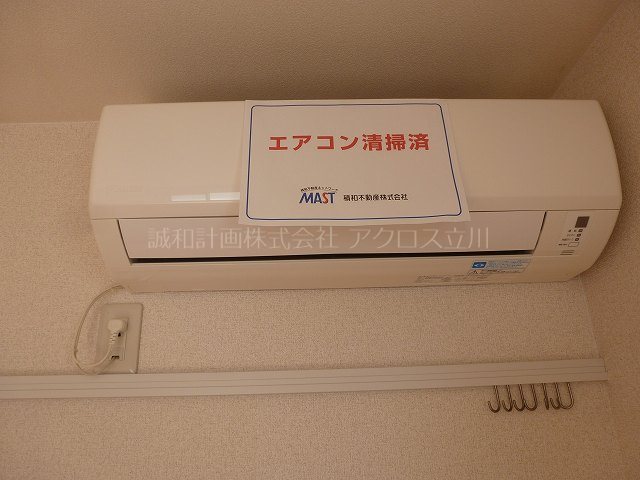 エアコン清掃済
MAST 積和不動産株式会社
誠和計画株式会社 アクロス立川